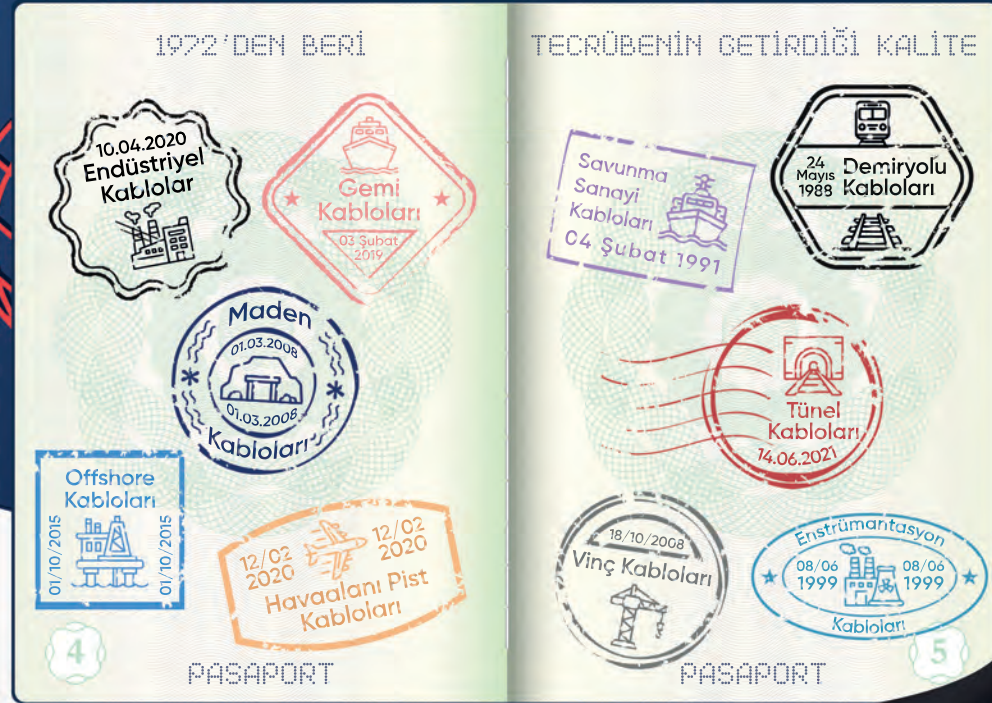 1972'DEN BERİ
10.04.2020
Endüstriyel
Kablolar
Gemi
Kabloları
03 Şubat
2019
Maden
01.03.2008
01.03.2008
Kabloları
Offshore
Kabloları
01/10/2015
01/10/2015
12/02
2020
12/02
2020
Havaalanı Pist
Kabloları
4
PASAPORT
TECRÜBENİN GETİRDİĞİ KALİTE
Savunma
Sanayi
Kabloları
04 Şubat 1991
24
Mayıs
1988
Demiryolu
Kabloları
Tünel
Kabloları
14.06.2021
18/10/2008
Vinç Kabloları
Enstrümantasyon
08/06
1999
08/06
1999
Kabloları
5
PASAPORT